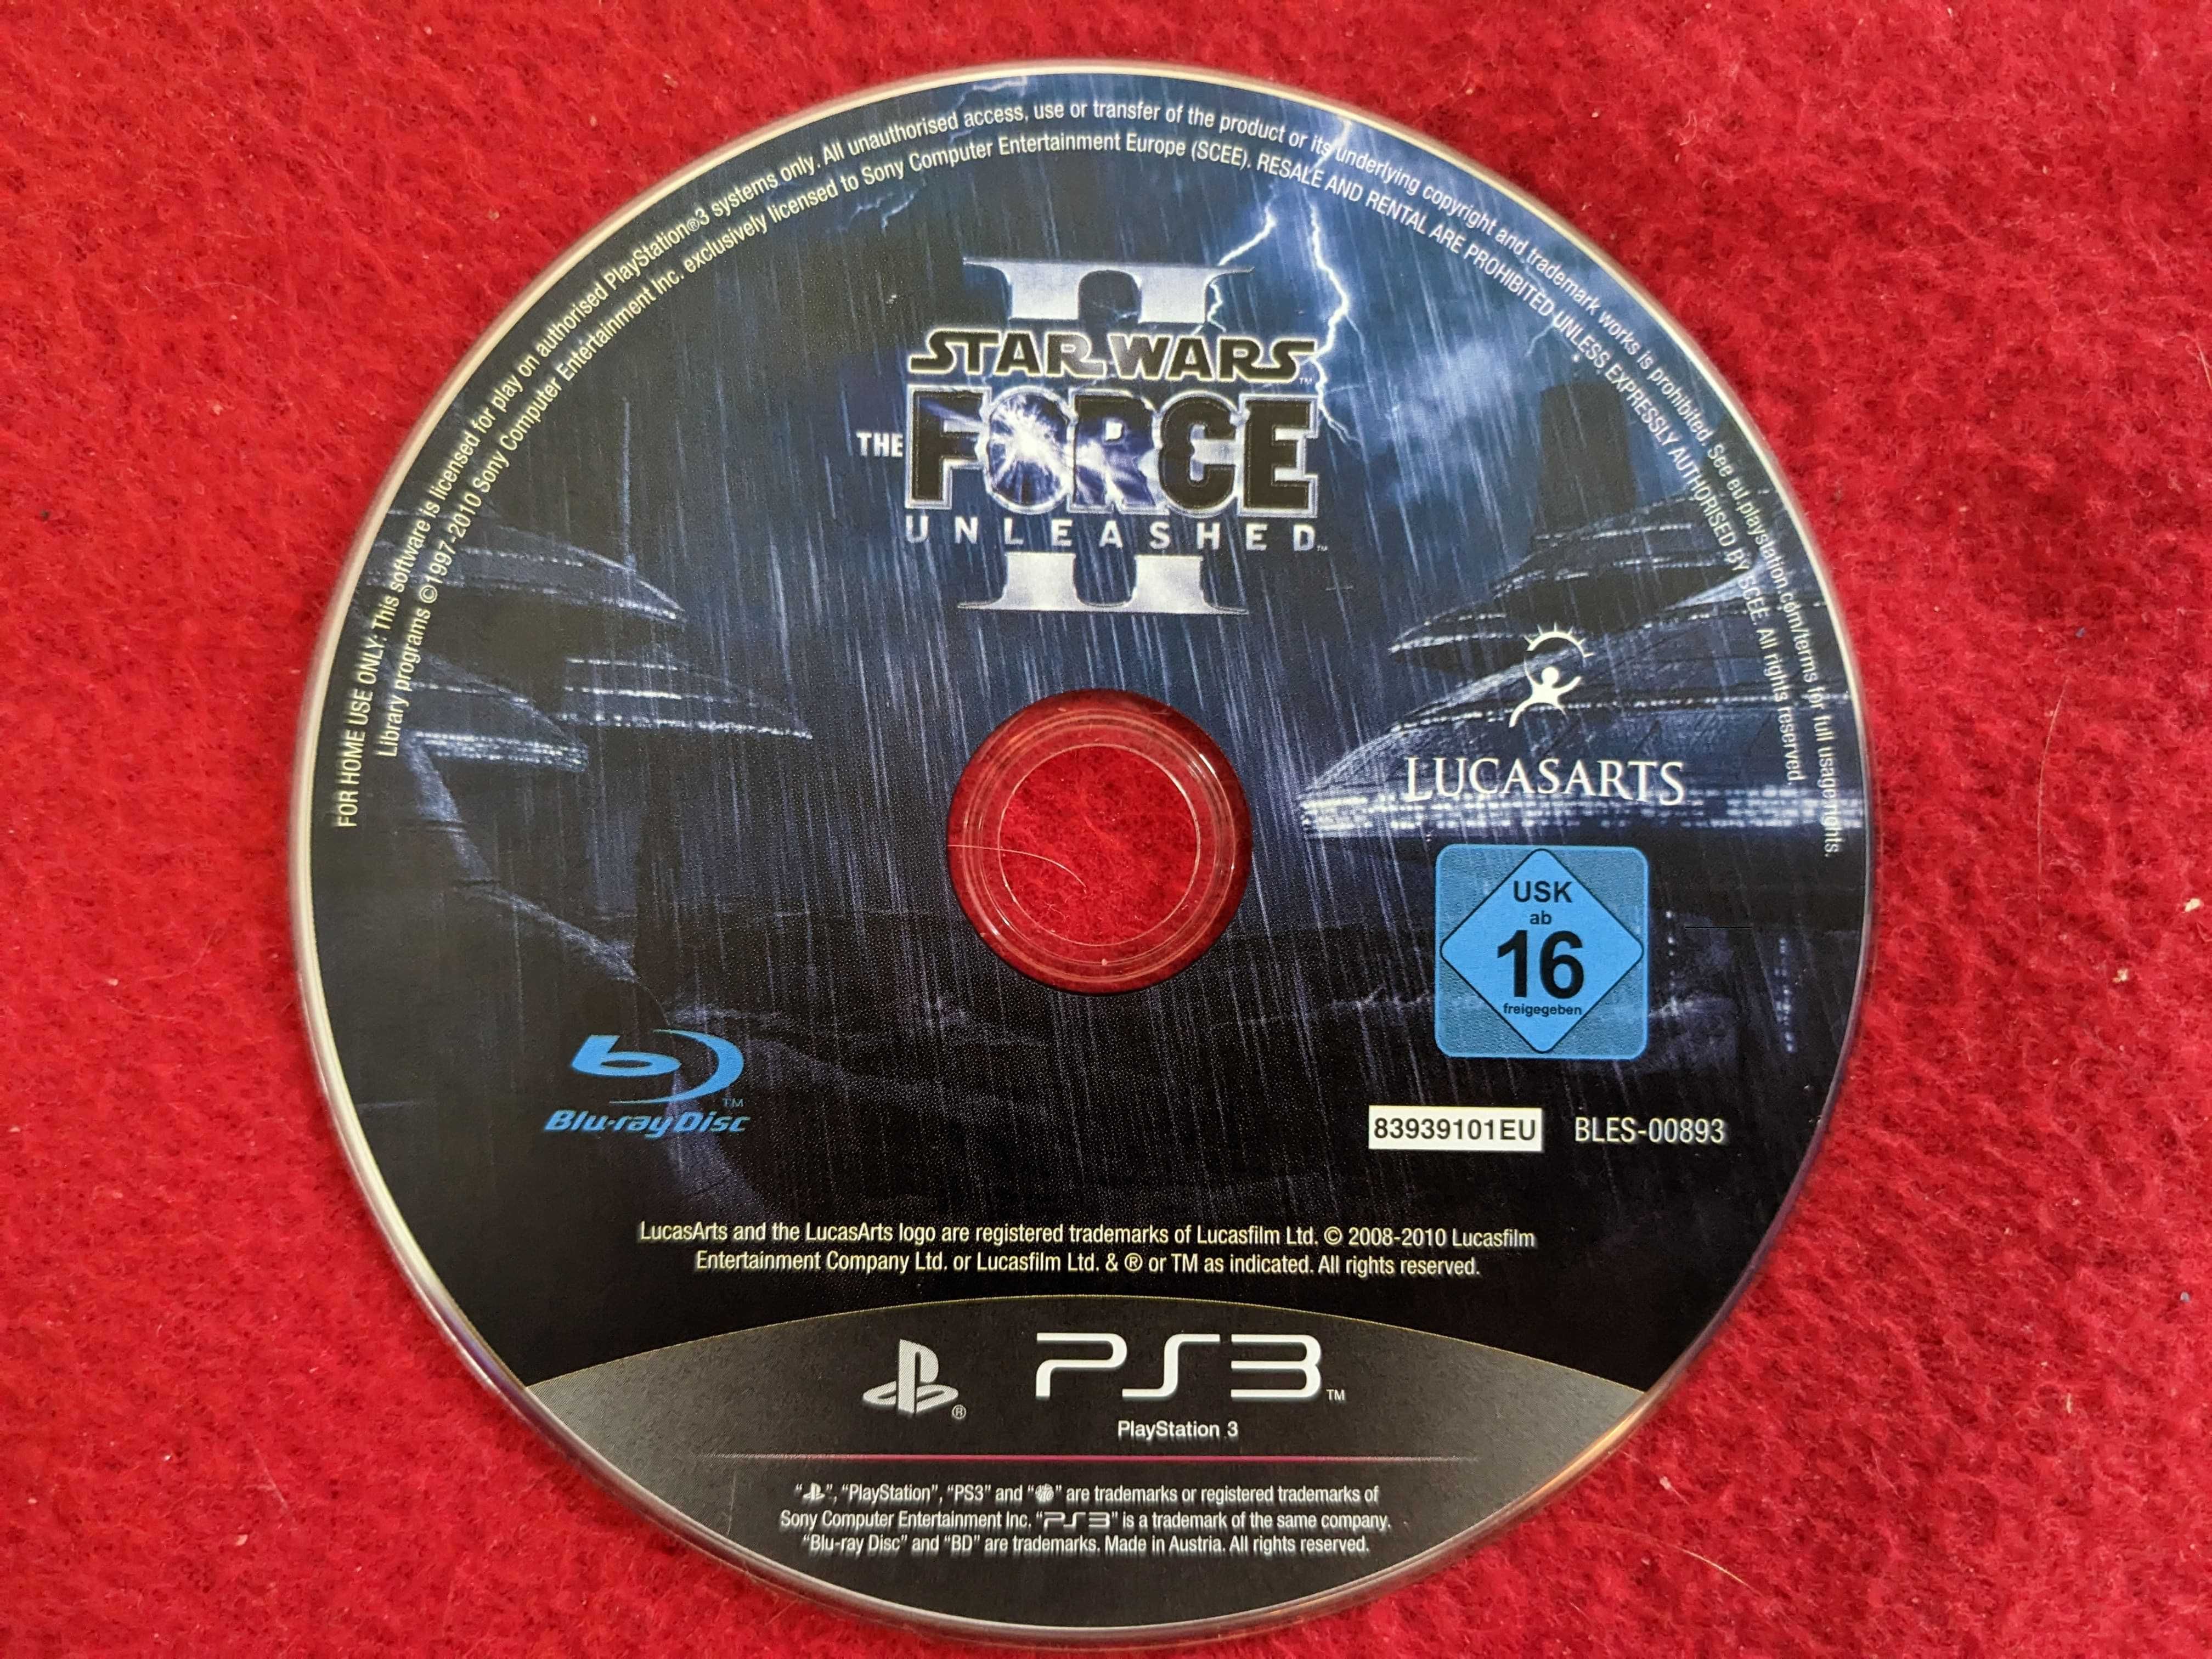 FOR HOME USE ONLY: This software is licensed for play on authorised PlayStation®3 systems only. All unauthorised access, use or transfer of the product or its underlying copyright and trademark works is prohibited. See eu.playstation.com/terms for full usage rights.
Library programs ©1997-2010 Sony Computer Entertainment Inc. exclusively licensed to Sony Computer Entertainment Europe (SCEE). RESALE AND RENTAL ARE PROHIBITED UNLESS EXPRESSLY AUTHORISED BY SCEE. All rights reserved.
II
STAR WARS™
THE FORCE
UNLEASHED™
LUCASARTS
USK
ab
16
freigegeben
Blu-ray Disc™
83939101EU BLES-00893
LucasArts and the LucasArts logo are registered trademarks of Lucasfilm Ltd. © 2008-2010 Lucasfilm
Entertainment Company Ltd. or Lucasfilm Ltd. & ® or TM as indicated. All rights reserved.
® PS3™
PlayStation 3
“ ”, “PlayStation”, “PS3” and “ ” are trademarks or registered trademarks of
Sony Computer Entertainment Inc. “PS3” is a trademark of the same company.
“Blu-ray Disc” and “BD” are trademarks. Made in Austria. All rights reserved.